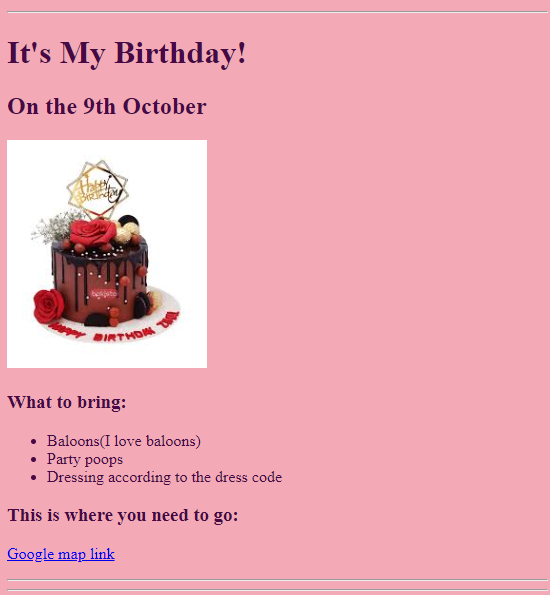 It's My Birthday!
On the 9th October
Happy
Birthday
HAPPY BIRTHDAY
What to bring:
Baloons(I love baloons)
Party poops
Dressing according to the dress code
This is where you need to go:
Google map link